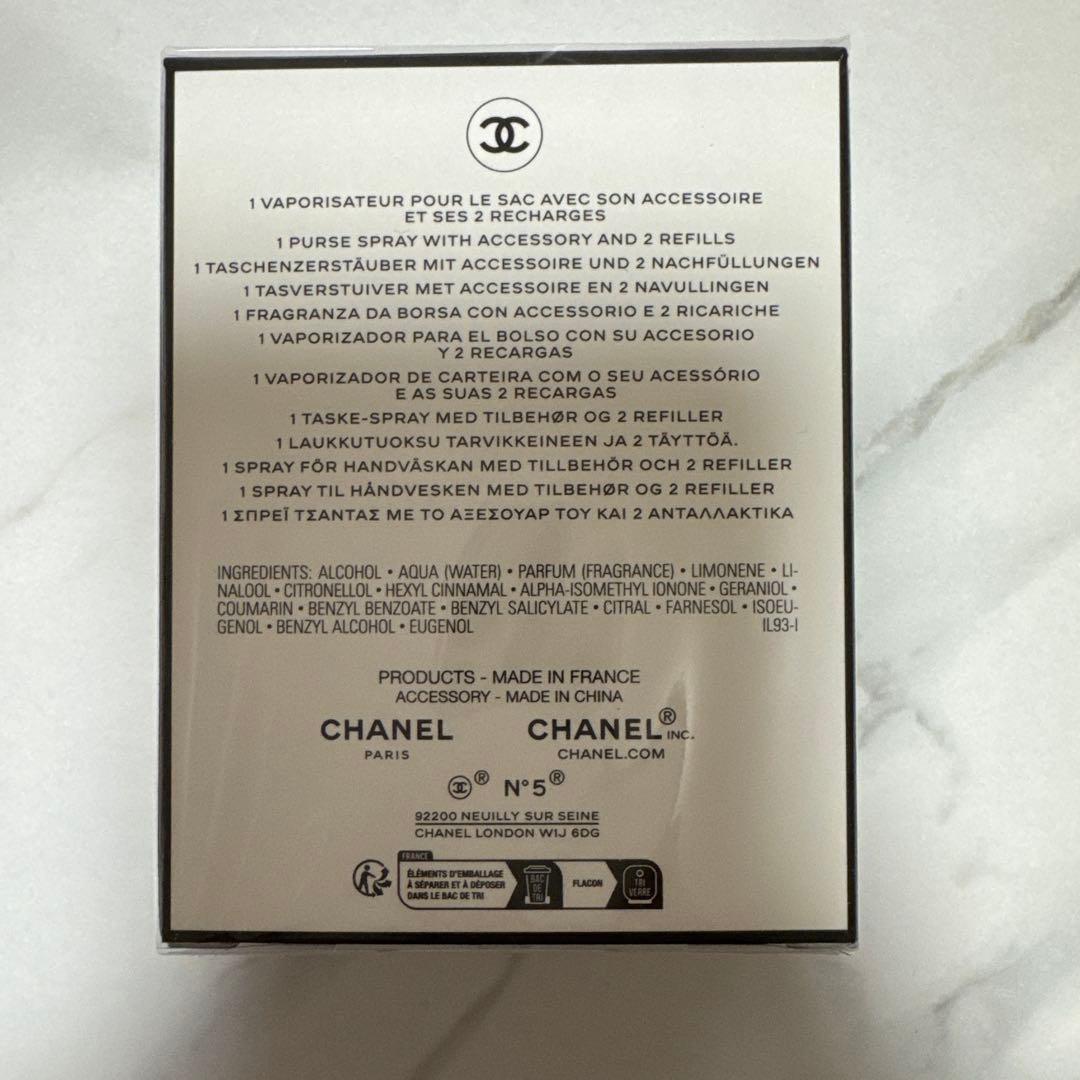 1 VAPORISATEUR POUR LE SAC AVEC SON ACCESSOIRE
ET SES 2 RECHARGES
1 PURSE SPRAY WITH ACCESSORY AND 2 REFILLS
1 TASCHENZERSTÄUBER MIT ACCESSOIRE UND 2 NACHFÜLLUNGEN
1 TASVERSTUIVER MET ACCESSOIRE EN 2 NAVULLINGEN
1 FRAGRANZA DA BORSA CON ACCESSORIO E 2 RICARICHE
1 VAPORIZADOR PARA EL BOLSO CON SU ACCESORIO
Y 2 RECARGAS
1 VAPORIZADOR DE CARTEIRA COM O SEU ACESSÓRIO
E AS SUAS 2 RECARGAS
1 TASKE-SPRAY MED TILBEHØR OG 2 REFILLER
1 LAUKKUTUOKSU TARVIKKEINEEN JA 2 TÄYTTÖÄ.
1 SPRAY FÖR HANDVÄSKAN MED TILLBEHÖR OCH 2 REFILLER
1 SPRAY TIL HÅNDVESKEN MED TILBEHØR OG 2 REFILLER
1 ΣΠΡΕΪ ΤΣΑΝΤΑΣ ΜΕ ΤΟ ΑΞΕΣΟΥΑΡ ΤΟΥ ΚΑΙ 2 ΑΝΤΑΛΛΑΚΤΙΚΑ
INGREDIENTS: ALCOHOL • AQUA (WATER) • PARFUM (FRAGRANCE) • LIMONENE • LI-
NALOOL • CITRONELLOL • HEXYL CINNAMAL • ALPHA-ISOMETHYL IONONE • GERANIOL •
COUMARIN • BENZYL BENZOATE • BENZYL SALICYLATE • CITRAL • FARNESOL • ISOEU-
GENOL • BENZYL ALCOHOL • EUGENOL IL93-I
PRODUCTS - MADE IN FRANCE
ACCESSORY - MADE IN CHINA
CHANEL CHANEL® INC.
PARIS CHANEL.COM
® N°5®
92200 NEUILLY SUR SEINE
CHANEL LONDON W1J 6DG
FRANCE
ÉLÉMENTS D'EMBALLAGE
À SÉPARER ET À DÉPOSER
DANS LE BAC DE TRI
BAC
DE
TRI
FLACON
TRI
VERRE